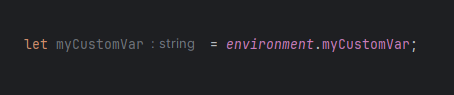 let myCustomVar : string = environment.myCustomVar;